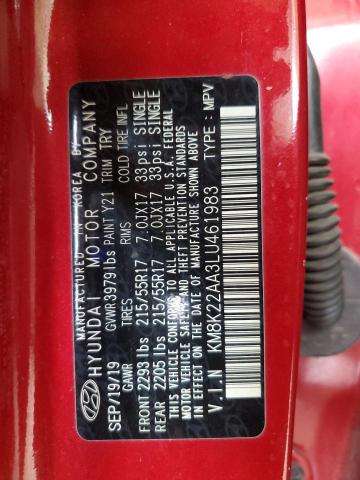 MANUFACTURED IN KOREA BY
HYUNDAI MOTOR COMPANY
SEP/19/19 GVWR3979lbs PAINT Y21 TRIM TRY
GAWR TIRES RIMS COLD TIRE INFL
FRONT 2293 lbs 215/55R17 7.0JX17 33psi SINGLE
REAR 2205 lbs 215/55R17 7.0JX17 33psi SINGLE
THIS VEHICLE CONFORMS TO ALL APPLICABLE U.S.A. FEDERAL
MOTOR VEHICLE SAFETY AND THEFT PREVENTION
STANDARDS IN EFFECT ON THE DATE OF MANUFACTURE SHOWN ABOVE.
V.I.N : KM8K22AA3LU461983 TYPE : MPV